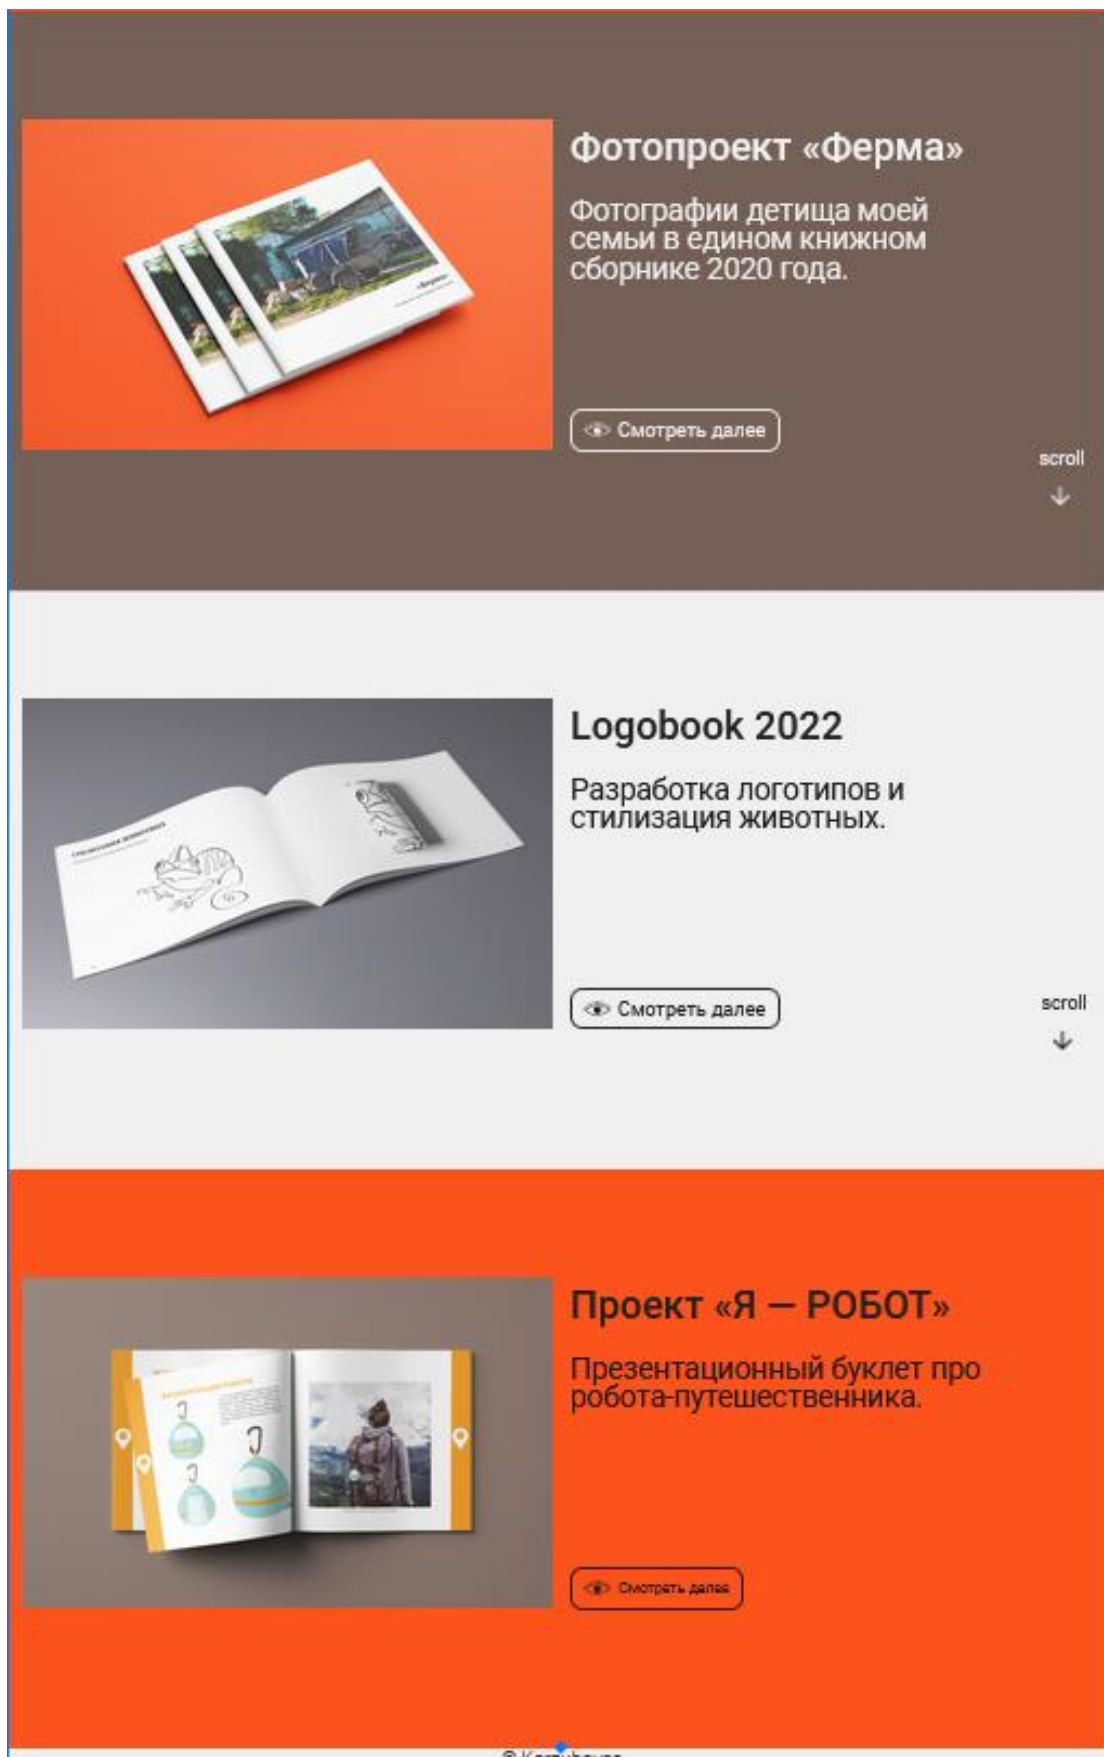 Фотопроект «Ферма»
Фотографии детища моей
семьи в едином книжном
сборнике 2020 года.
«Ферма»
Смотреть далее
scroll
Logobook 2022
Разработка логотипов и
стилизация животных.
Смотреть далее
scroll
Проект «Я — РОБОТ»
Презентационный буклет про
робота-путешественника.
Смотреть далее